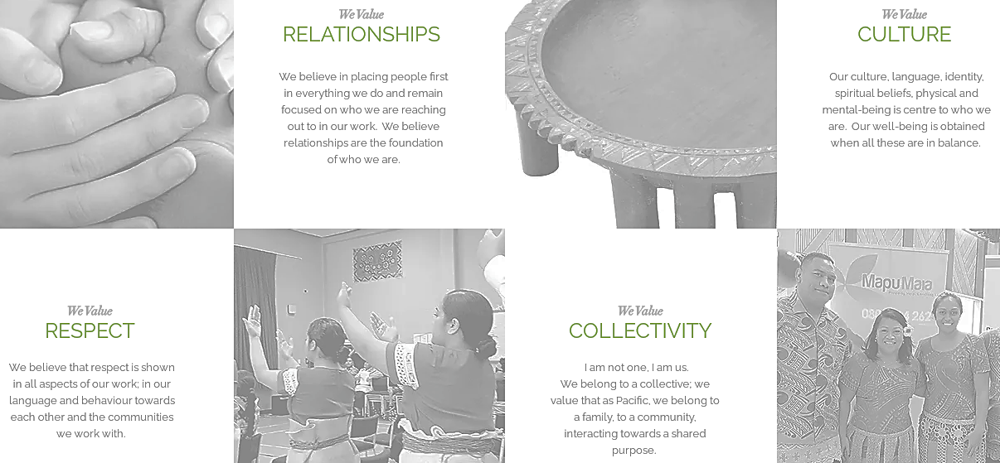 We Value
RELATIONSHIPS
We believe in placing people first
in everything we do and remain
focused on who we are reaching
out to in our work. We believe
relationships are the foundation
of who we are.
We Value
CULTURE
Our culture, language, identity,
spiritual beliefs, physical and
mental-being is centre to who we
are. Our well-being is obtained
when all these are in balance.
We Value
RESPECT
We believe that respect is shown
in all aspects of our work; in our
language and behaviour towards
each other and the communities
we work with.
We Value
COLLECTIVITY
I am not one, I am us.
We belong to a collective; we
value that as Pacific, we belong to
a family, to a community,
interacting towards a shared
purpose.
Mapu Maia